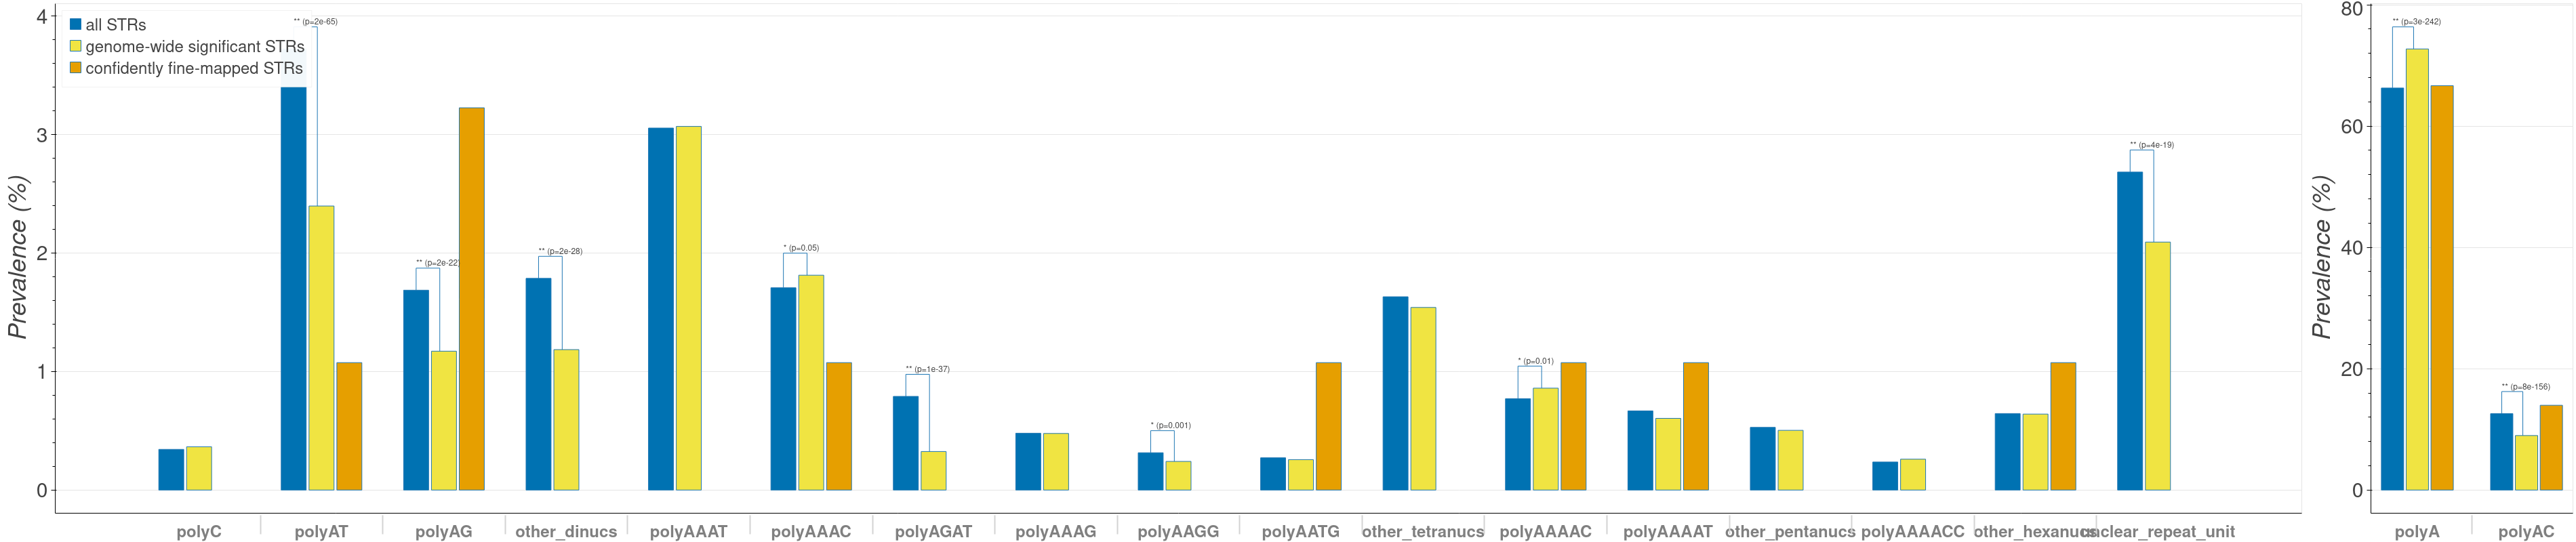 4
3
2
1
0
Prevalence (%)
all STRs
genome-wide significant STRs
confidently fine-mapped STRs
** (p=2e-65)
** (p=2e-22)
** (p=2e-28)
* (p=0.05)
** (p=1e-37)
* (p=0.001)
* (p=0.01)
** (p=4e-19)
polyC
polyAT
polyAG
other_dinucs
polyAAAT
polyAAAC
polyAGAT
polyAAAG
polyAAGG
polyAATG
other_tetranucs
polyAAAAC
polyAAAAT
other_pentanucs
polyAAAACC
other_hexanucs
unclear_repeat_unit
80
60
40
20
0
Prevalence (%)
** (p=3e-242)
** (p=8e-156)
polyA
polyAC